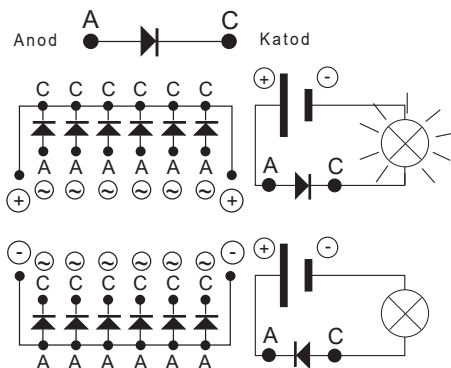 Anod A C Katod
C C C C C C + -
A A A A A A A C
+ ~ ~ ~ ~ ~ ~ +
- ~ ~ ~ ~ ~ ~ - + -
C C C C C C
A C
A A A A A A